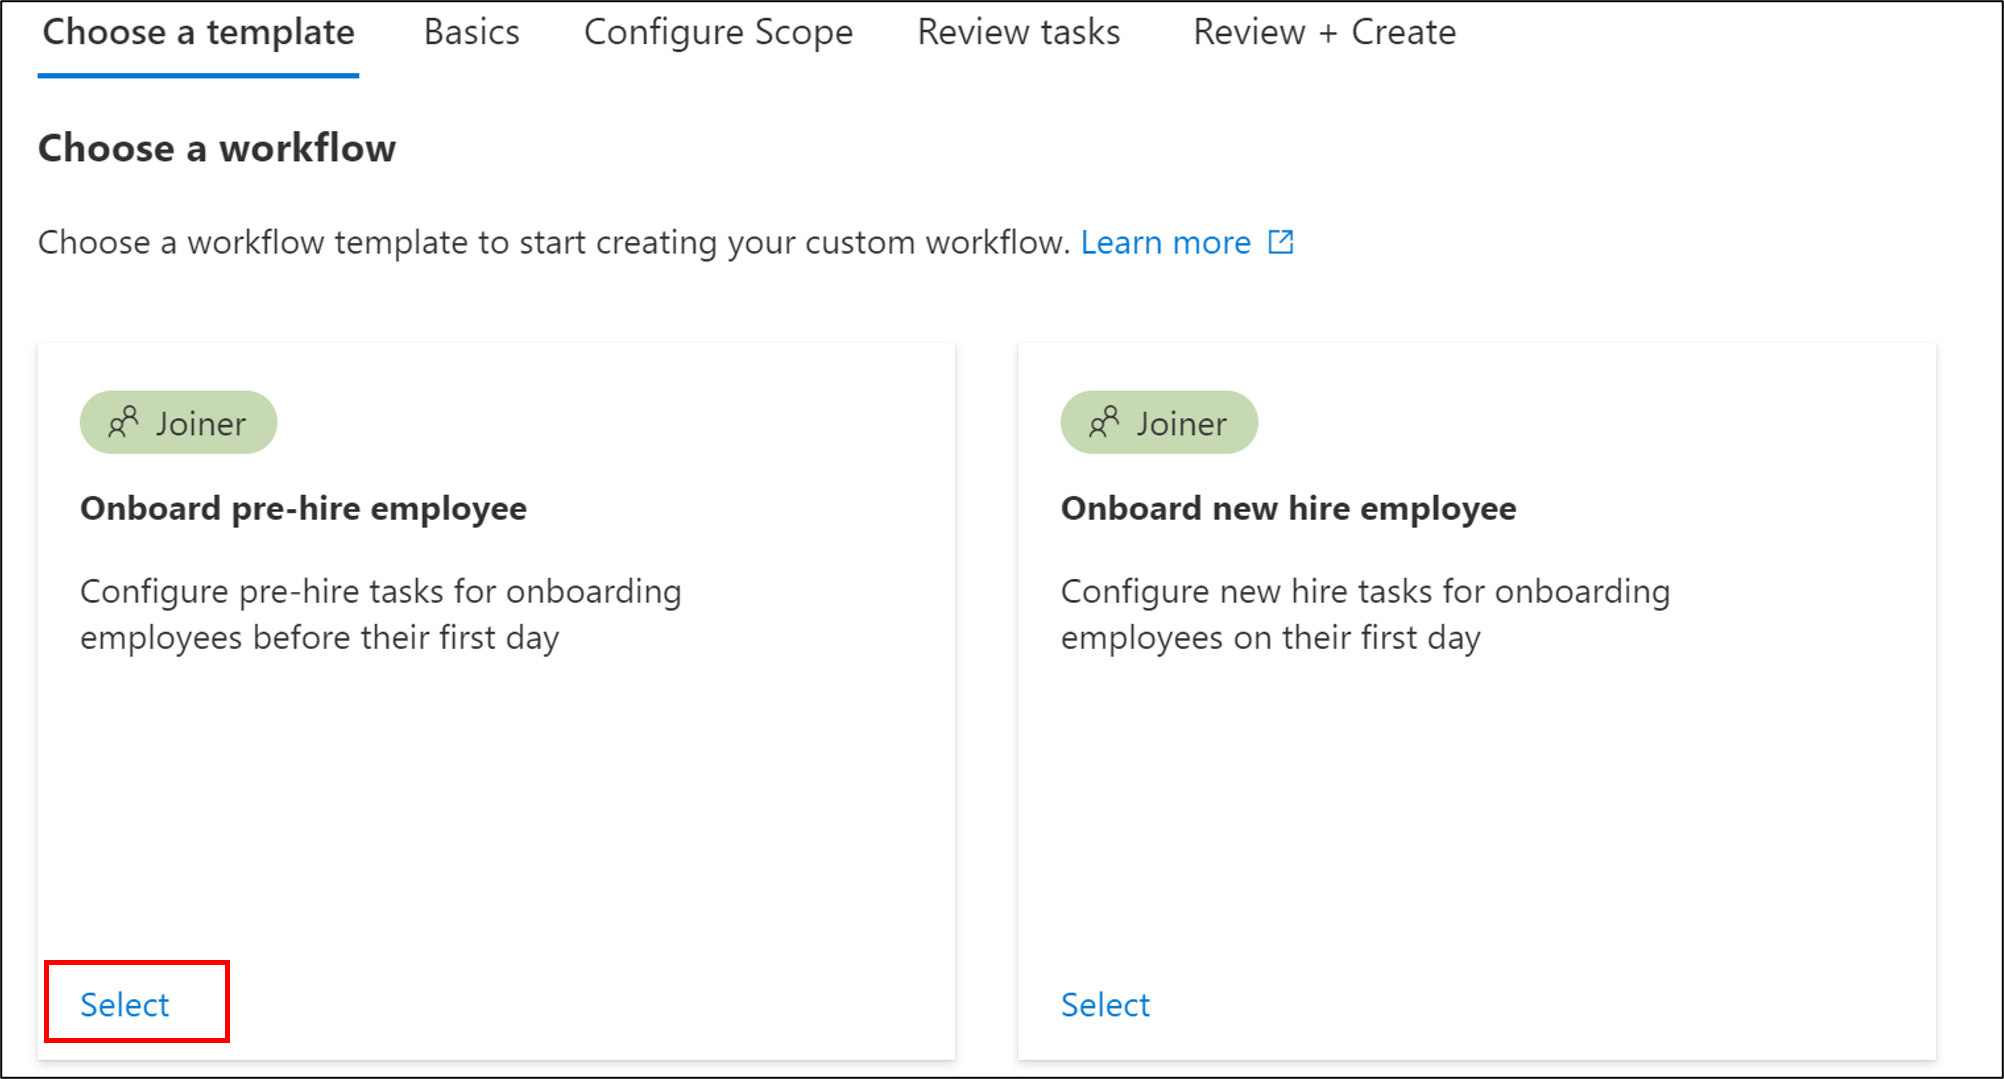 Choose a template Basics Configure Scope Review tasks Review + Create
Choose a workflow
Choose a workflow template to start creating your custom workflow. Learn more
Joiner
Onboard pre-hire employee
Configure pre-hire tasks for onboarding
employees before their first day
Select
Joiner
Onboard new hire employee
Configure new hire tasks for onboarding
employees on their first day
Select